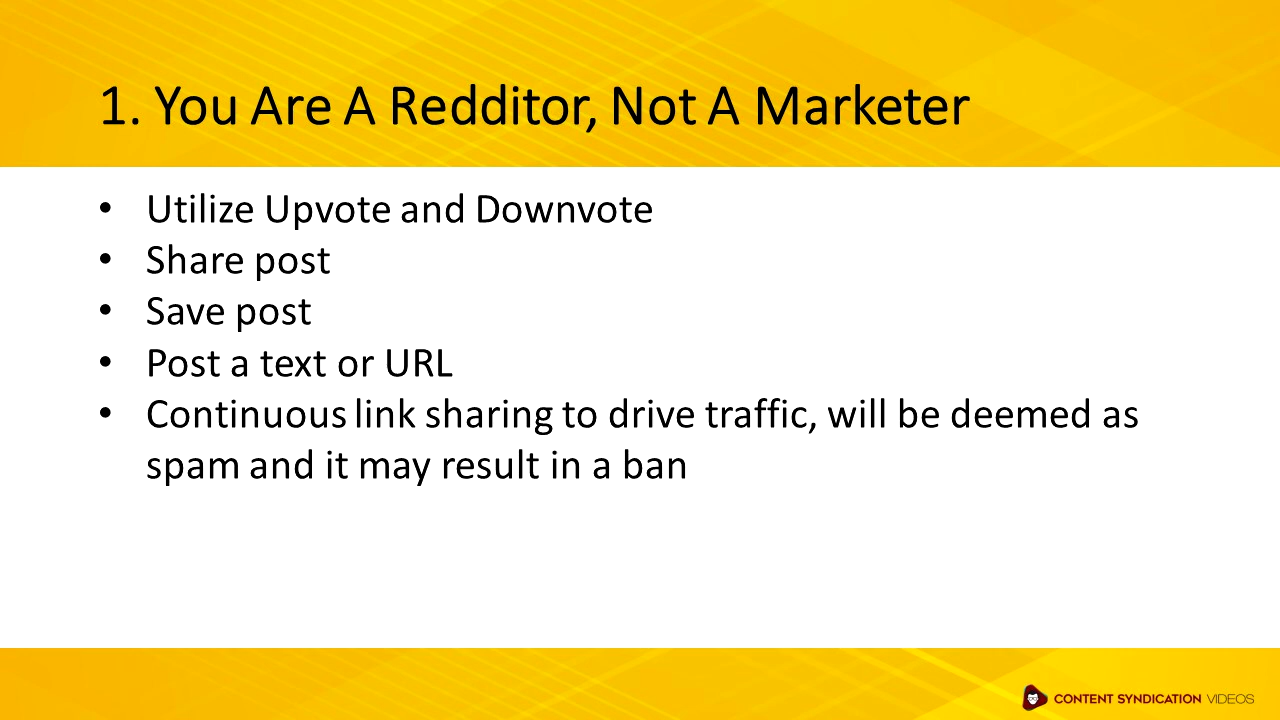 1. You Are A Redditor, Not A Marketer
• Utilize Upvote and Downvote
• Share post
• Save post
• Post a text or URL
• Continuous link sharing to drive traffic, will be deemed as
spam and it may result in a ban
CONTENT SYNDICATION VIDEOS